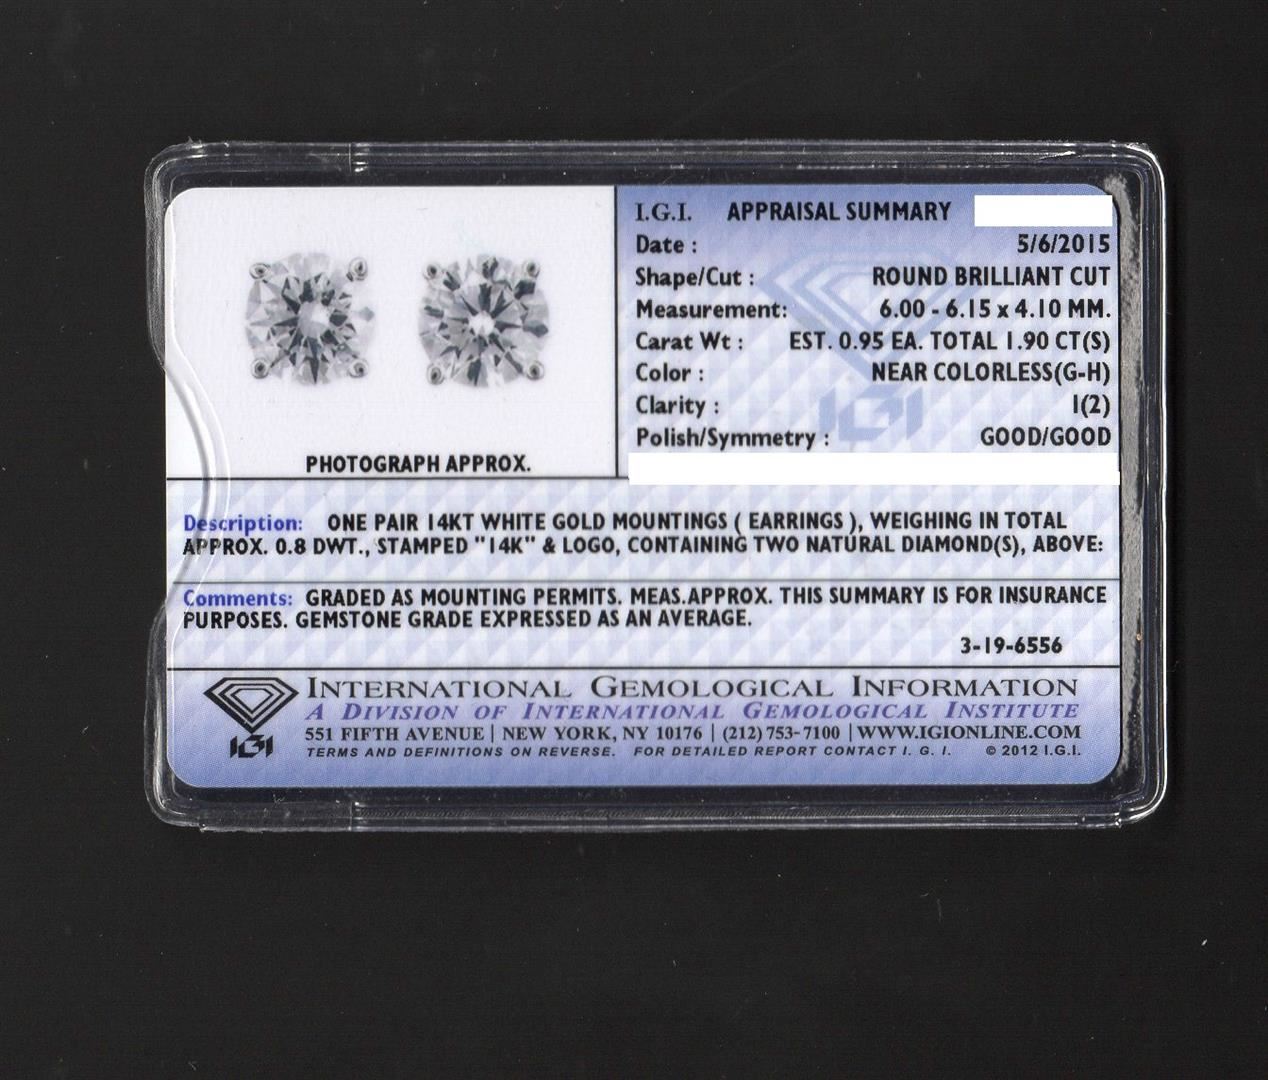 I.G.I. APPRAISAL SUMMARY
Date : 5/6/2015
Shape/Cut : ROUND BRILLIANT CUT
Measurement: 6.00 - 6.15 x 4.10 MM.
Carat Wt : EST. 0.95 EA. TOTAL 1.90 CT(S)
Color : NEAR COLORLESS(G-H)
Clarity : I(2)
Polish/Symmetry : GOOD/GOOD
IGI
PHOTOGRAPH APPROX.
Description: ONE PAIR 14KT WHITE GOLD MOUNTINGS ( EARRINGS ), WEIGHING IN TOTAL
APPROX. 0.8 DWT., STAMPED "14K" & LOGO, CONTAINING TWO NATURAL DIAMOND(S), ABOVE:
Comments: GRADED AS MOUNTING PERMITS. MEAS.APPROX. THIS SUMMARY IS FOR INSURANCE
PURPOSES. GEMSTONE GRADE EXPRESSED AS AN AVERAGE.
3-19-6556
IGI
INTERNATIONAL GEMOLOGICAL INFORMATION
A DIVISION OF INTERNATIONAL GEMOLOGICAL INSTITUTE
551 FIFTH AVENUE | NEW YORK, NY 10176 | (212) 753-7100 | WWW.IGIONLINE.COM
TERMS AND DEFINITIONS ON REVERSE. FOR DETAILED REPORT CONTACT I. G. I. © 2012 I.G.I.